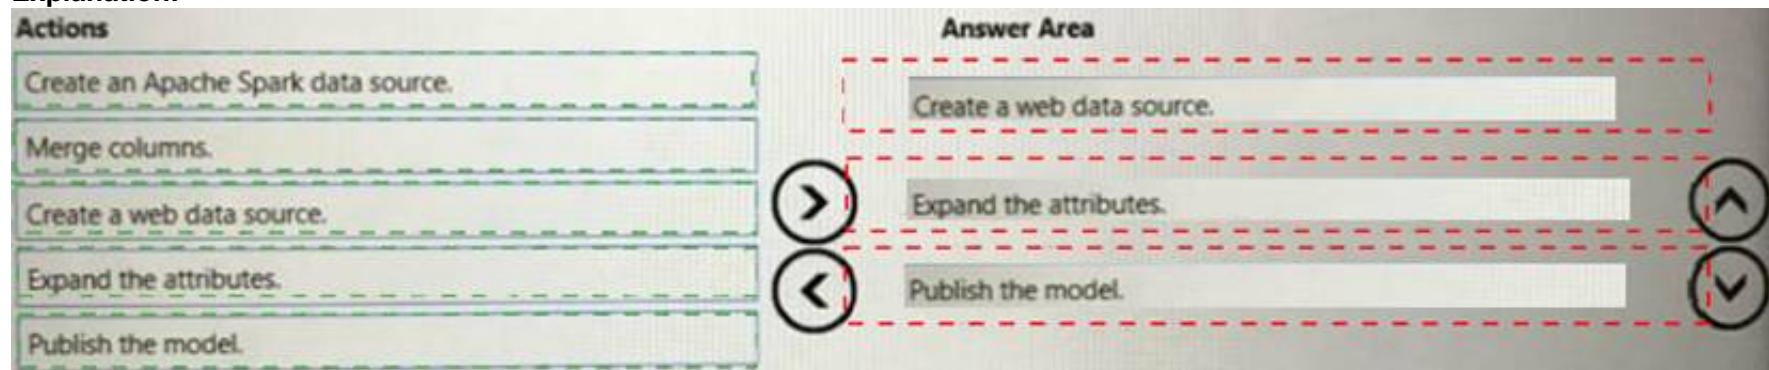 Actions
Create an Apache Spark data source.
Merge columns.
Create a web data source.
Expand the attributes.
Publish the model.
Answer Area
Create a web data source.
Expand the attributes.
Publish the model.